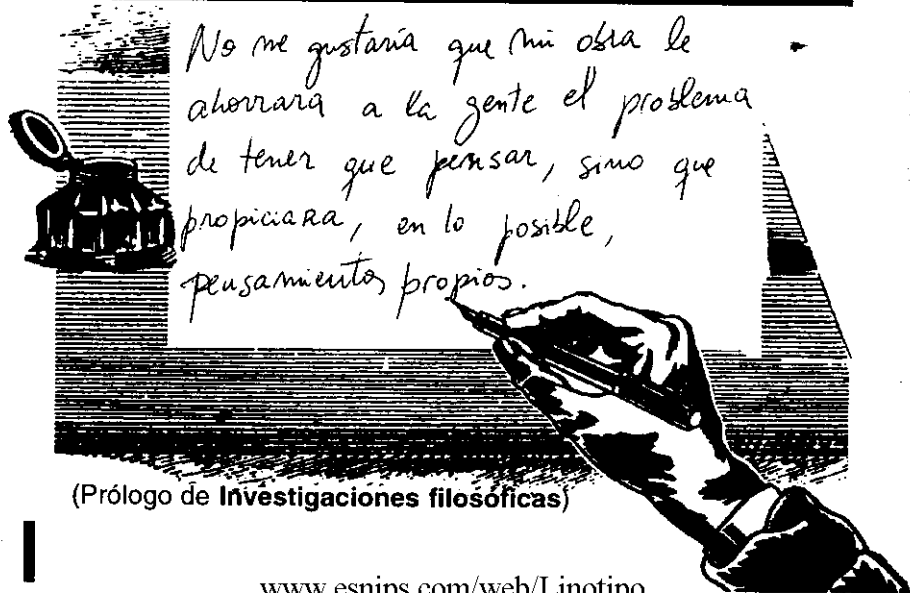 No me gustaría que mi obra le
ahorrara a la gente el problema
de tener que pensar, sino que
propiciara, en lo posible,
pensamientos propios.
(Prólogo de Investigaciones filosóficas)
www.esnips.com/web/Linotipo